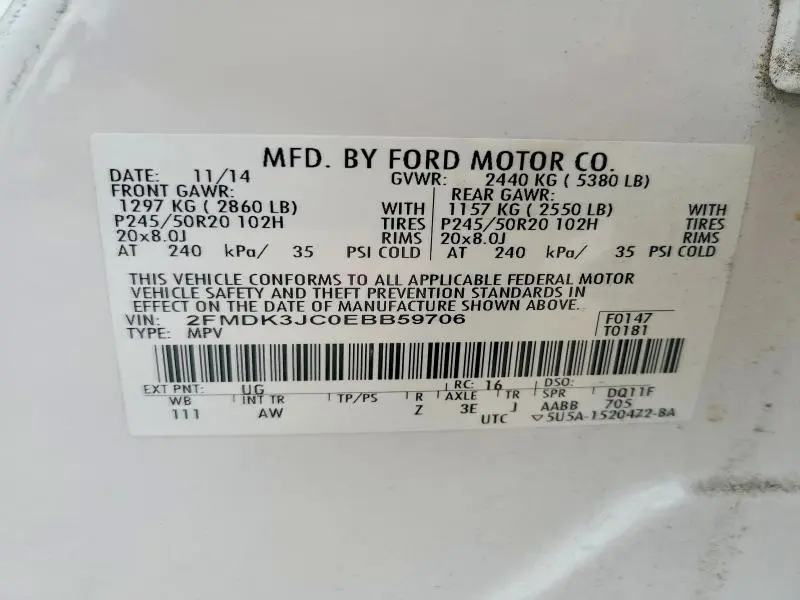 MFD. BY FORD MOTOR CO.
DATE: 11/14 GVWR: 2440 KG ( 5380 LB)
FRONT GAWR: REAR GAWR:
1297 KG ( 2860 LB) WITH 1157 KG ( 2550 LB) WITH
P245/50R20 102H TIRES P245/50R20 102H TIRES
20x8.0J RIMS 20x8.0J RIMS
AT 240 kPa/ 35 PSI COLD AT 240 kPa/ 35 PSI COLD
THIS VEHICLE CONFORMS TO ALL APPLICABLE FEDERAL MOTOR
VEHICLE SAFETY AND THEFT PREVENTION STANDARDS IN
EFFECT ON THE DATE OF MANUFACTURE SHOWN ABOVE.
VIN: 2FMDK3JC0EBB59706 F0147
TYPE: MPV T0181
EXT PNT: UG RC: 16 DSO:
WB INT TR TP/PS R AXLE TR SPR DQ11F
111 AW Z 3E J AABB 705
UTC ▽5U5A-1520472-BA